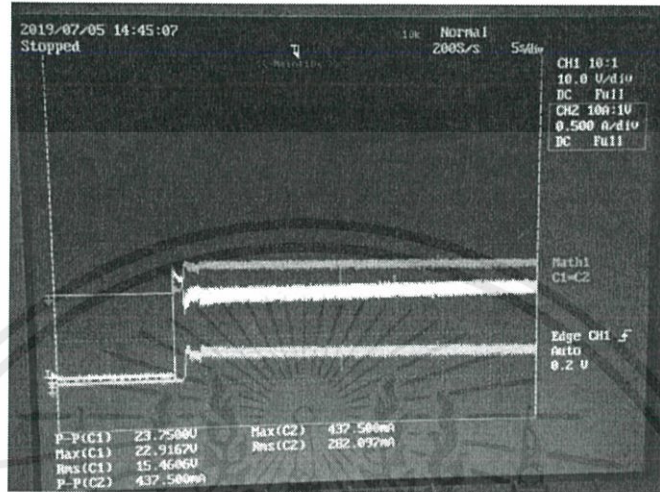 2019/07/05 14:45:07
Stopped
10k Normal
200S/s 5s/div
CH1 10:1
10.0 V/div
DC Full
CH2 10A:1V
0.500 A/div
DC Full
Math1
C1×C2
Edge CH1
Auto
0.2 V
P-P(C1) 23.7500V
Max(C1) 22.9167V
Rms(C1) 15.4606V
P-P(C2) 437.500mA
Max(C2) 437.500mA
Rms(C2) 282.097mA